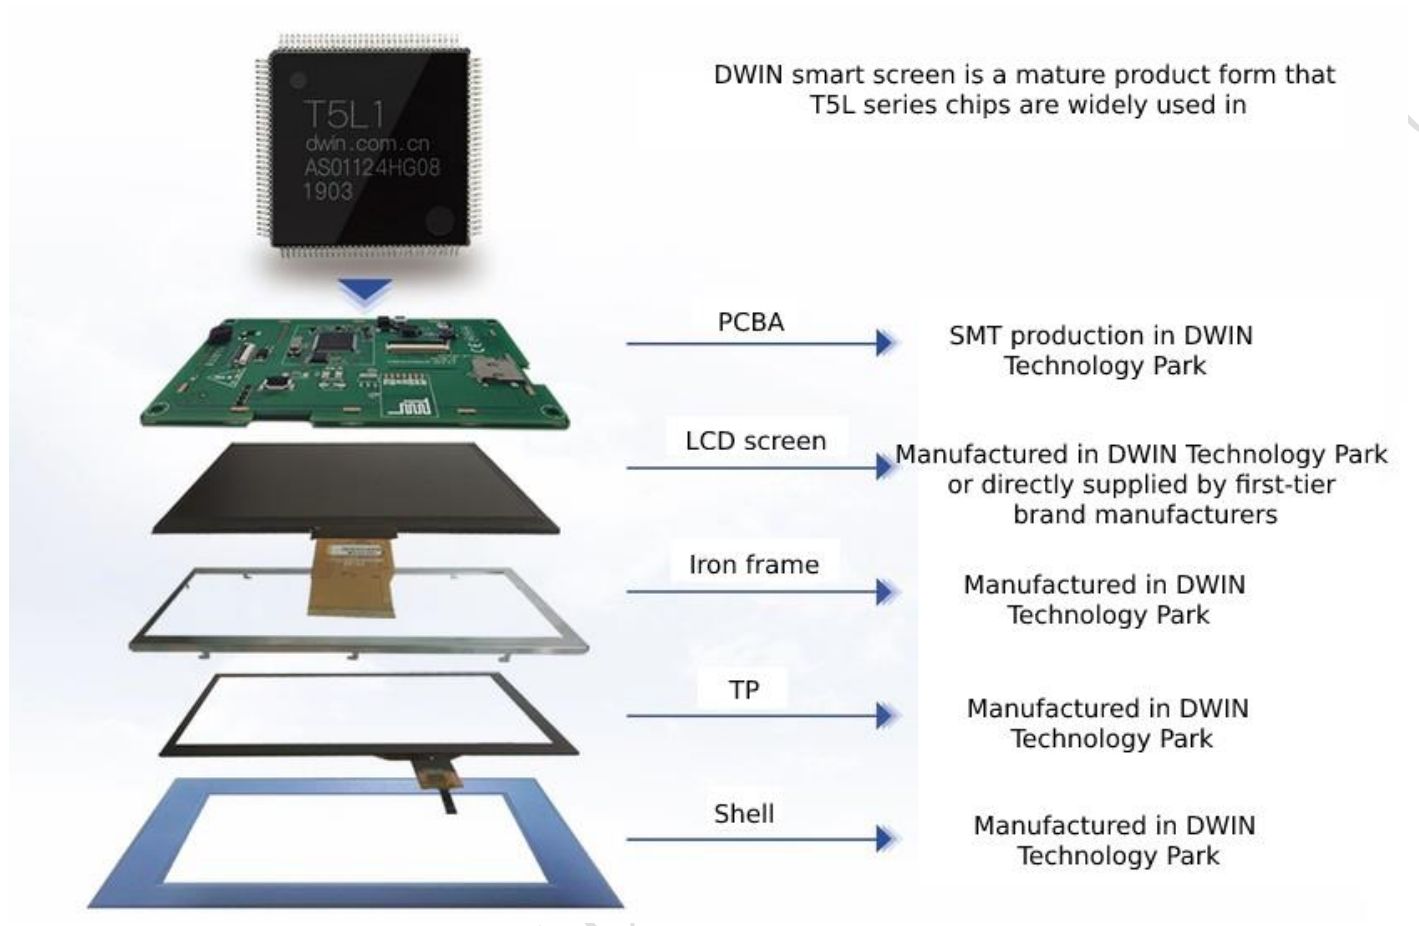 T5L1
dwin.com.cn
AS01124HG08
1903
DWIN smart screen is a mature product form that
T5L series chips are widely used in
PCBA
SMT production in DWIN
Technology Park
LCD screen
Manufactured in DWIN Technology Park
or directly supplied by first-tier
brand manufacturers
Iron frame
Manufactured in DWIN
Technology Park
TP
Manufactured in DWIN
Technology Park
Shell
Manufactured in DWIN
Technology Park